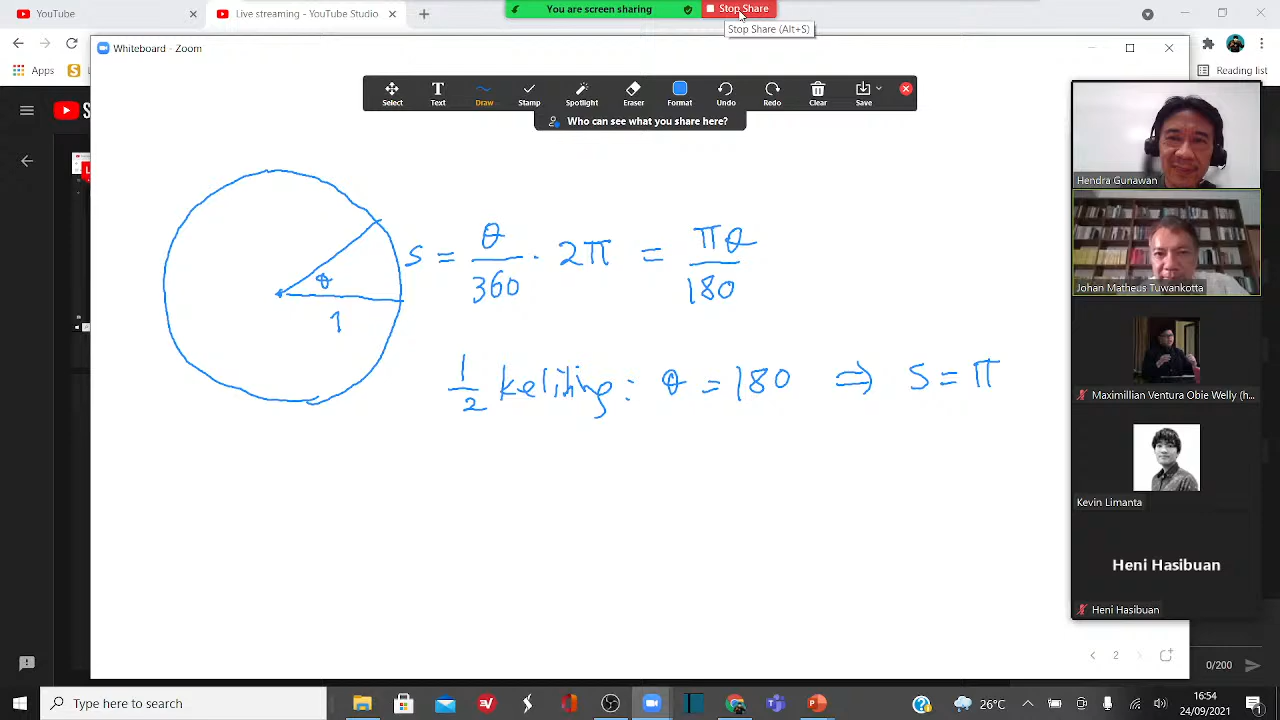 YouTube
Live streaming - YouTube Studio
You are screen sharing
Stop Share
Stop Share (Alt+S)
Whiteboard - Zoom
Apps
Reading list
Select
Text
Draw
Stamp
Spotlight
Eraser
Format
Undo
Redo
Clear
Save
Who can see what you share here?
Hendra Gunawan
Johan Matheus Tuwankotta
Maximillian Ventura Obie Welly (h...
Kevin Limanta
Heni Hasibuan
Heni Hasibuan
θ
1
s = θ/360 · 2π = πθ/180
1/2 keliling : θ = 180 ⇒ s = π
2
0/200
Type here to search
26°C
16:54
24/09/2021